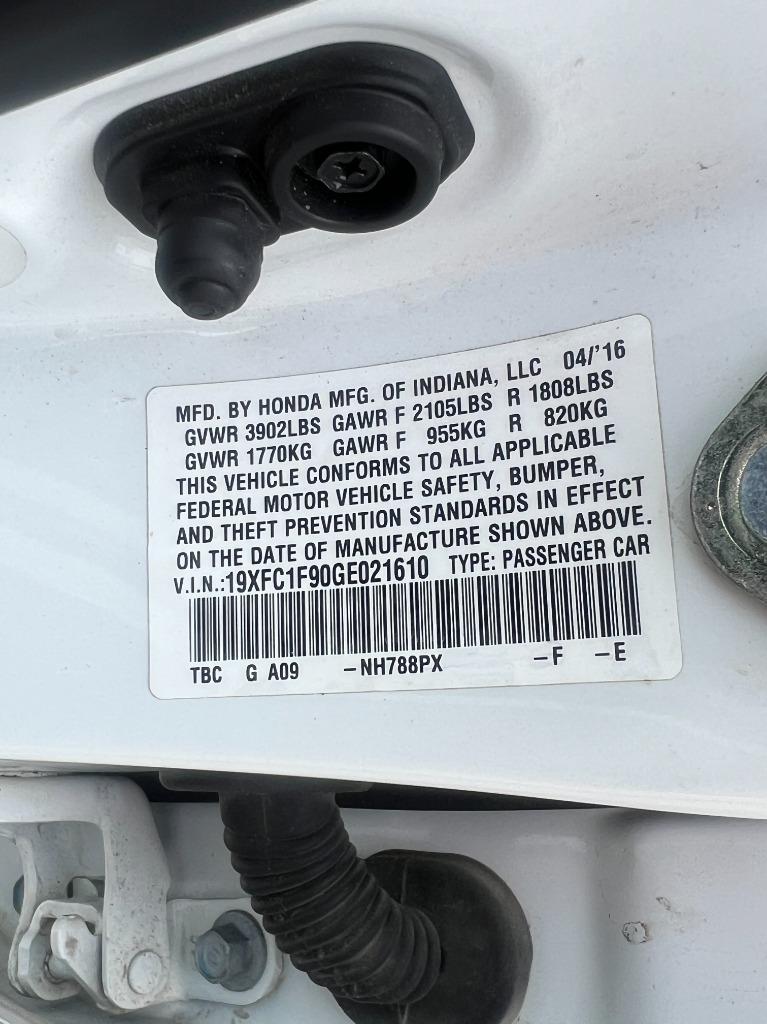 MFD. BY HONDA MFG. OF INDIANA, LLC 04/'16
GVWR 3902LBS GAWR F 2105LBS R 1808LBS
GVWR 1770KG GAWR F 955KG R 820KG
THIS VEHICLE CONFORMS TO ALL APPLICABLE
FEDERAL MOTOR VEHICLE SAFETY, BUMPER,
AND THEFT PREVENTION STANDARDS IN EFFECT
ON THE DATE OF MANUFACTURE SHOWN ABOVE.
V.I.N.:19XFC1F90GE021610 TYPE: PASSENGER CAR
TBC G A09 -NH788PX -F -E